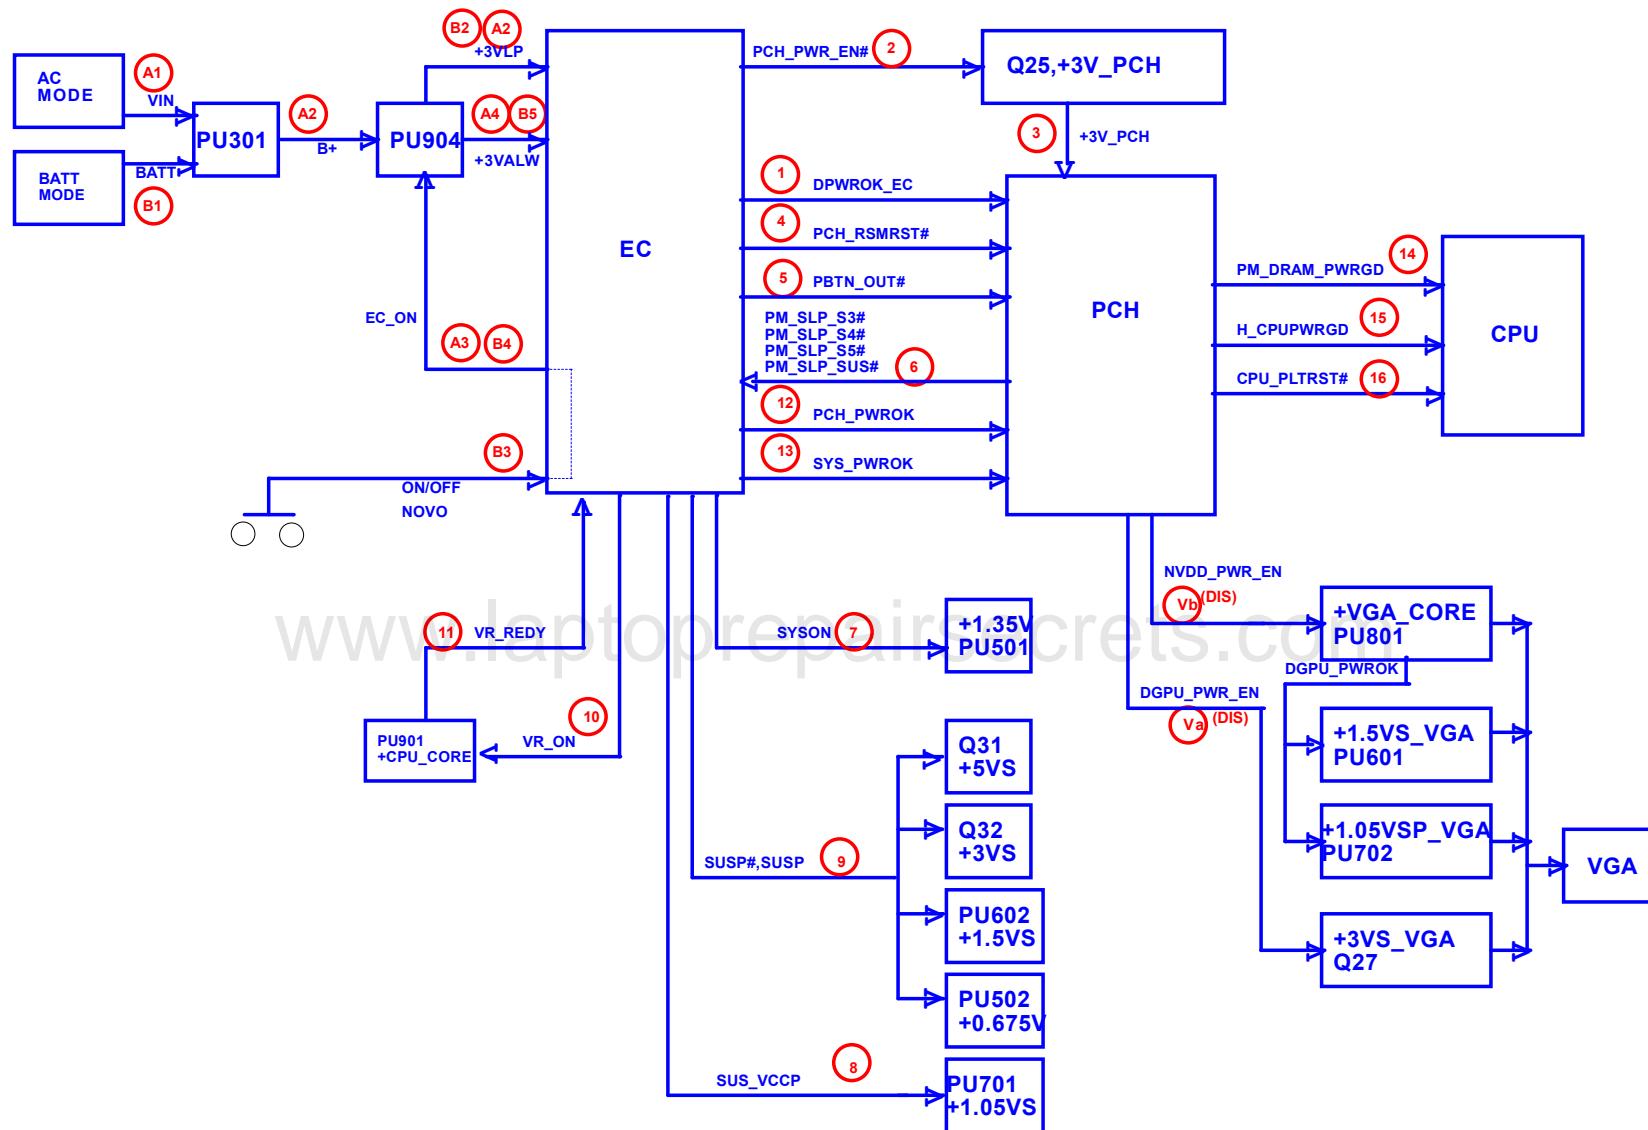 B2
A2
+3VLP
AC
MODE
A1
VIN
PU301
A2
B+
PU904
A4
B5
+3VALW
BATT
MODE
BATT
B1
EC
PCH_PWR_EN#
2
Q25,+3V_PCH
3
+3V_PCH
1
DPWROK_EC
4
PCH_RSMRST#
5
PBTN_OUT#
PM_SLP_S3#
PM_SLP_S4#
PM_SLP_S5#
PM_SLP_SUS#
6
12
PCH_PWROK
13
SYS_PWROK
PCH
PM_DRAM_PWRGD
14
H_CPUPWRGD
15
CPU_PLTRST#
16
CPU
EC_ON
A3
B4
B3
ON/OFF
NOVO
www.laptoprepairsecrets.com
11
VR_REDY
10
VR_ON
PU901
+CPU_CORE
SYSON
7
+1.35V
PU501
NVDD_PWR_EN
Vb
(DIS)
+VGA_CORE
PU801
DGPU_PWROK
DGPU_PWR_EN
Va
(DIS)
+1.5VS_VGA
PU601
+1.05VSP_VGA
PU702
+3VS_VGA
Q27
VGA
Q31
+5VS
Q32
+3VS
SUSP#,SUSP
9
PU602
+1.5VS
PU502
+0.675V
SUS_VCCP
8
PU701
+1.05VS